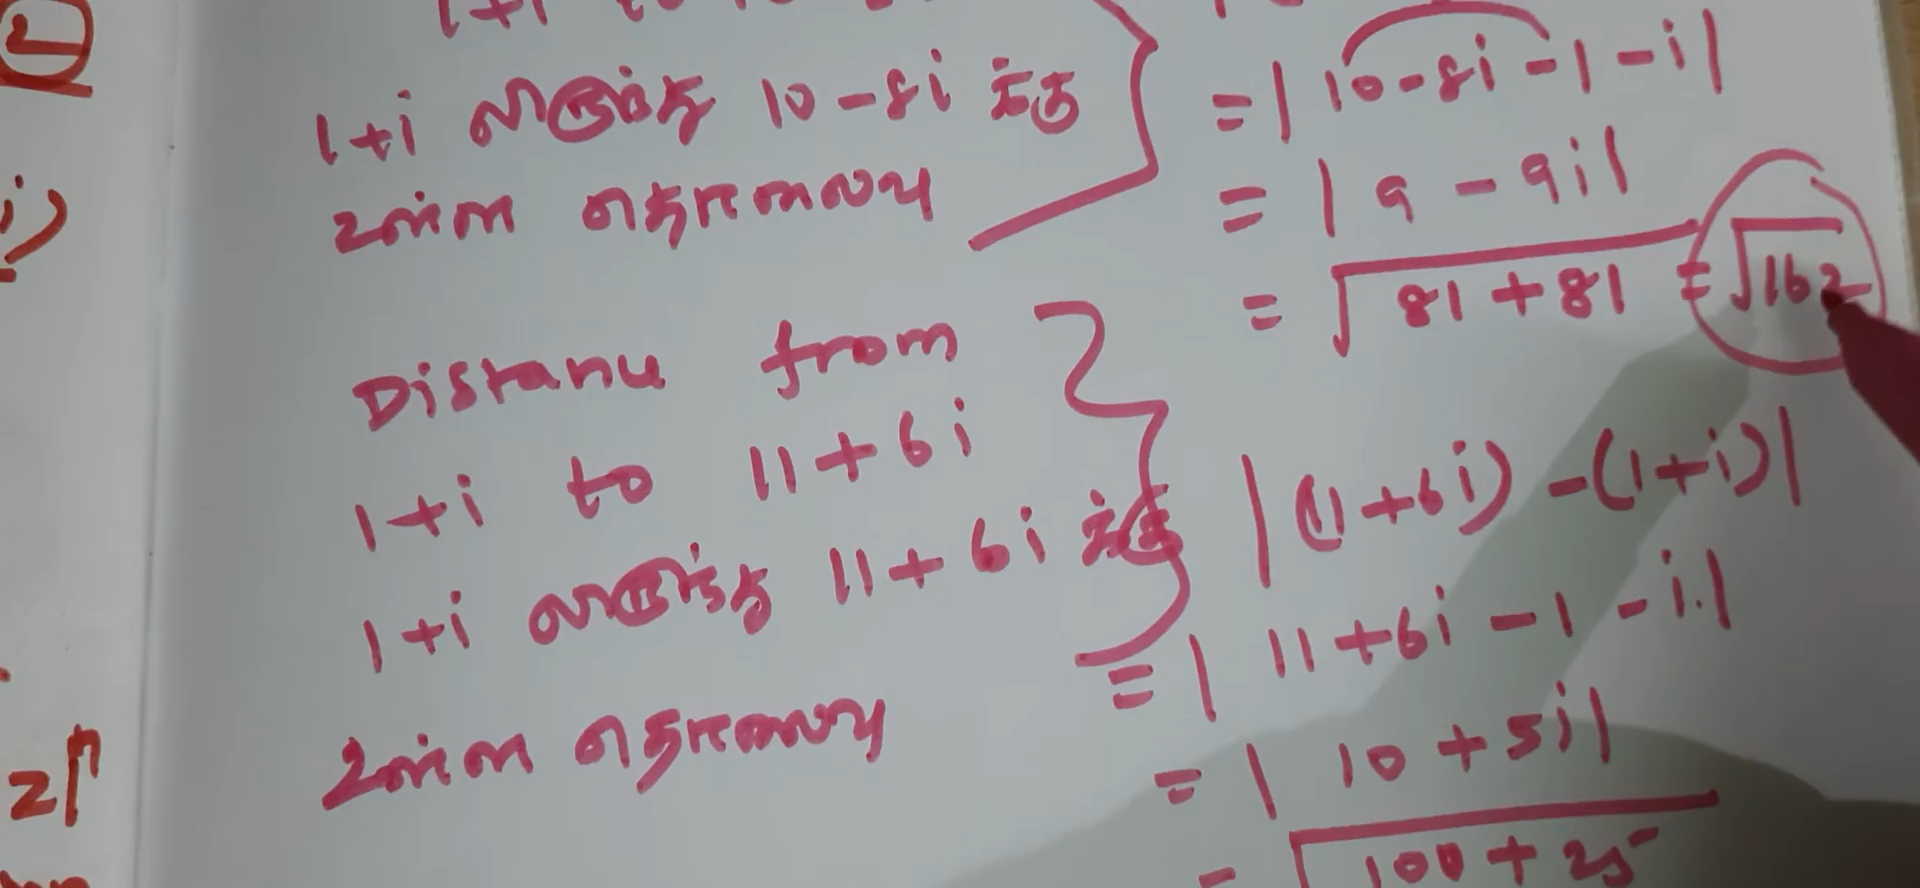 1+i லிருந்து 10-8i க்கு
உள்ள தொலைவு
= | 10-8i -1 -i |
= | 9 - 9i |
= √81+81 = √162
Distance from
1+i to 11+6i
1+i லிருந்து 11+6i க்கு
உள்ள தொலைவு
| (11+6i) -(1+i) |
= | 11+6i -1 -i. |
= | 10 +5i |
= √100 + 25